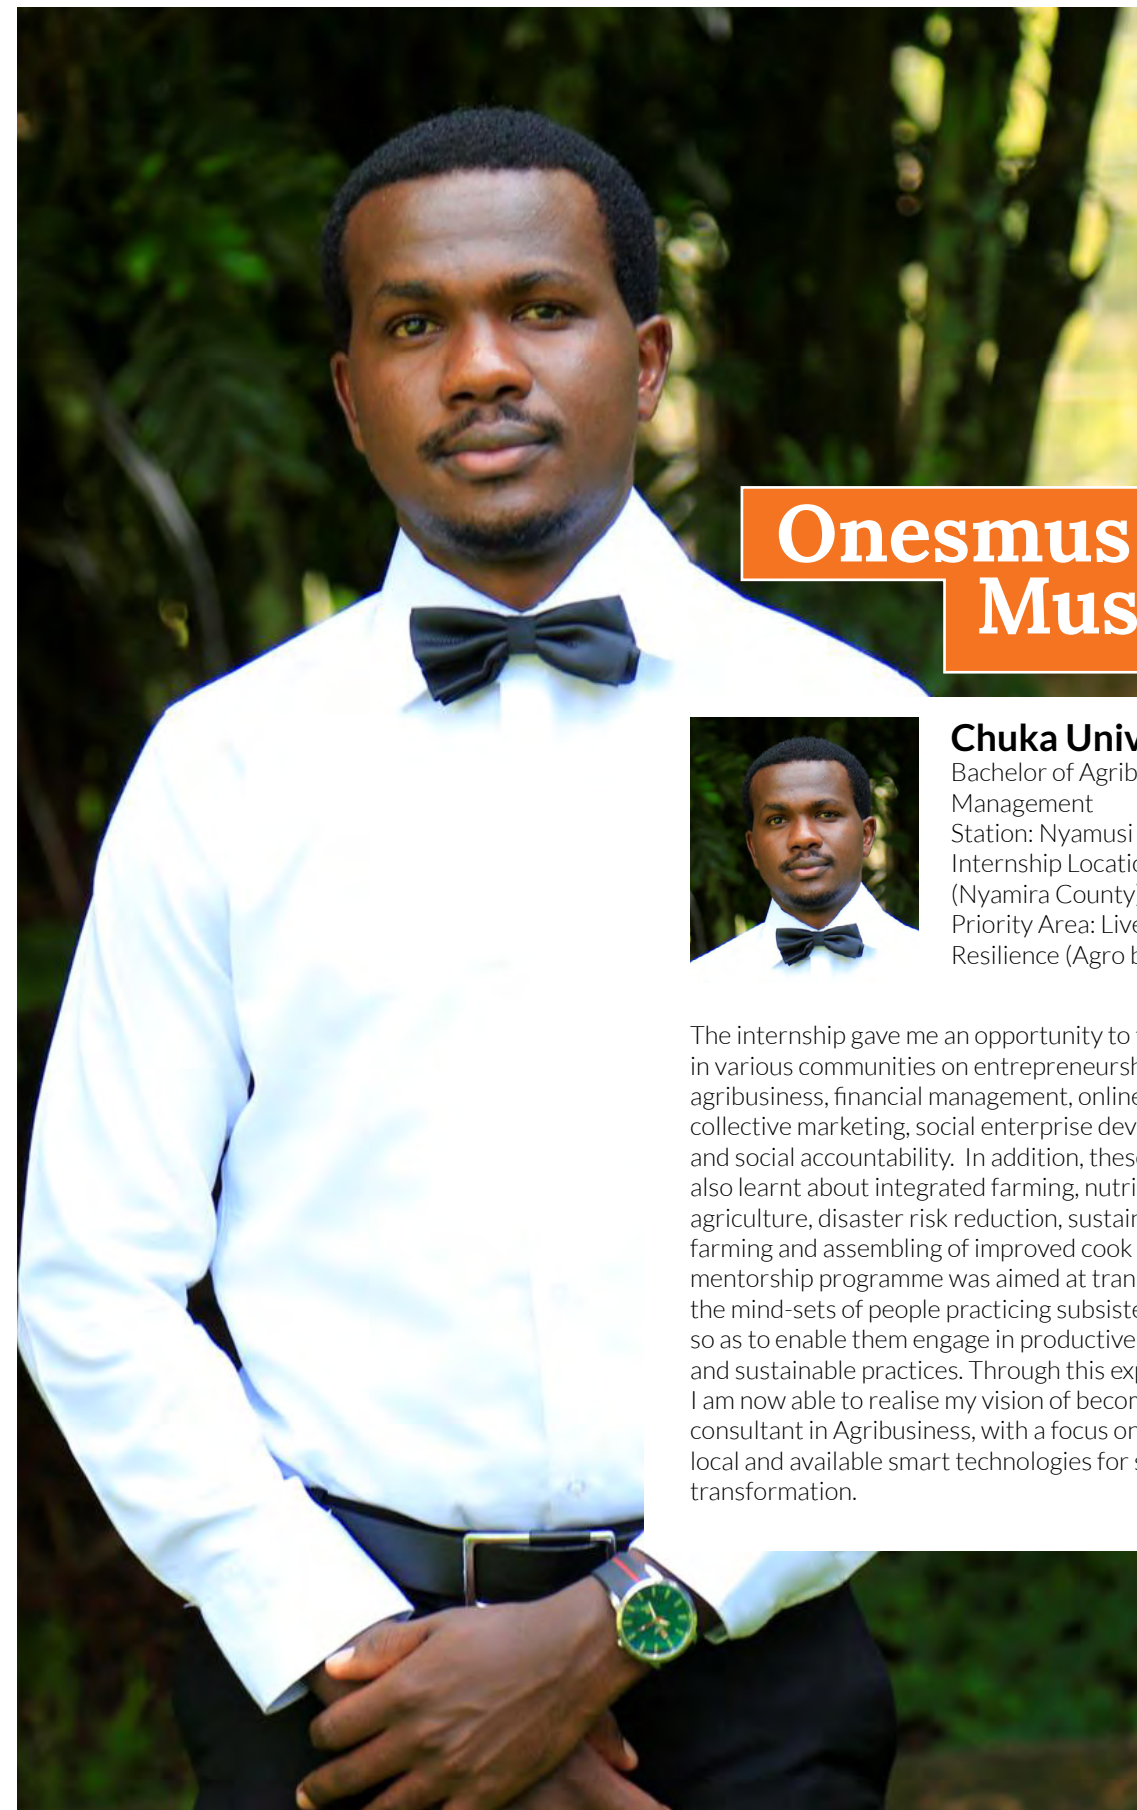 Onesmus
Mus
Chuka Univ
Bachelor of Agrib
Management
Station: Nyamusi
Internship Locatio
(Nyamira County)
Priority Area: Live
Resilience (Agro b
The internship gave me an opportunity to
in various communities on entrepreneursh
agribusiness, financial management, online
collective marketing, social enterprise dev
and social accountability. In addition, these
also learnt about integrated farming, nutri
agriculture, disaster risk reduction, sustain
farming and assembling of improved cook
mentorship programme was aimed at tran
the mind-sets of people practicing subsiste
so as to enable them engage in productive
and sustainable practices. Through this exp
I am now able to realise my vision of becom
consultant in Agribusiness, with a focus on
local and available smart technologies for s
transformation.